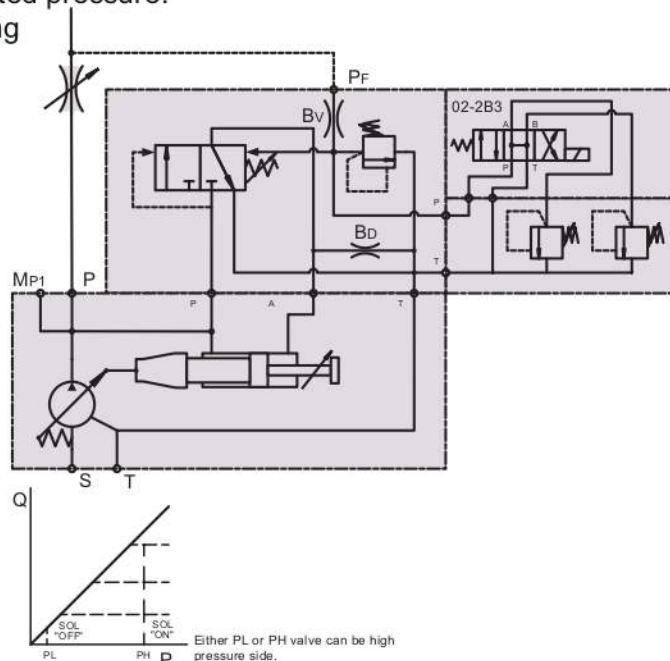 ted pressure.
ng
PF
BV
02-2B3
A B
P T
P
BD
T
MP1 P
P A T
S T
Q
SOL
"OFF"
SOL
"ON"
PL PH P
Either PL or PH valve can be high
pressure side.